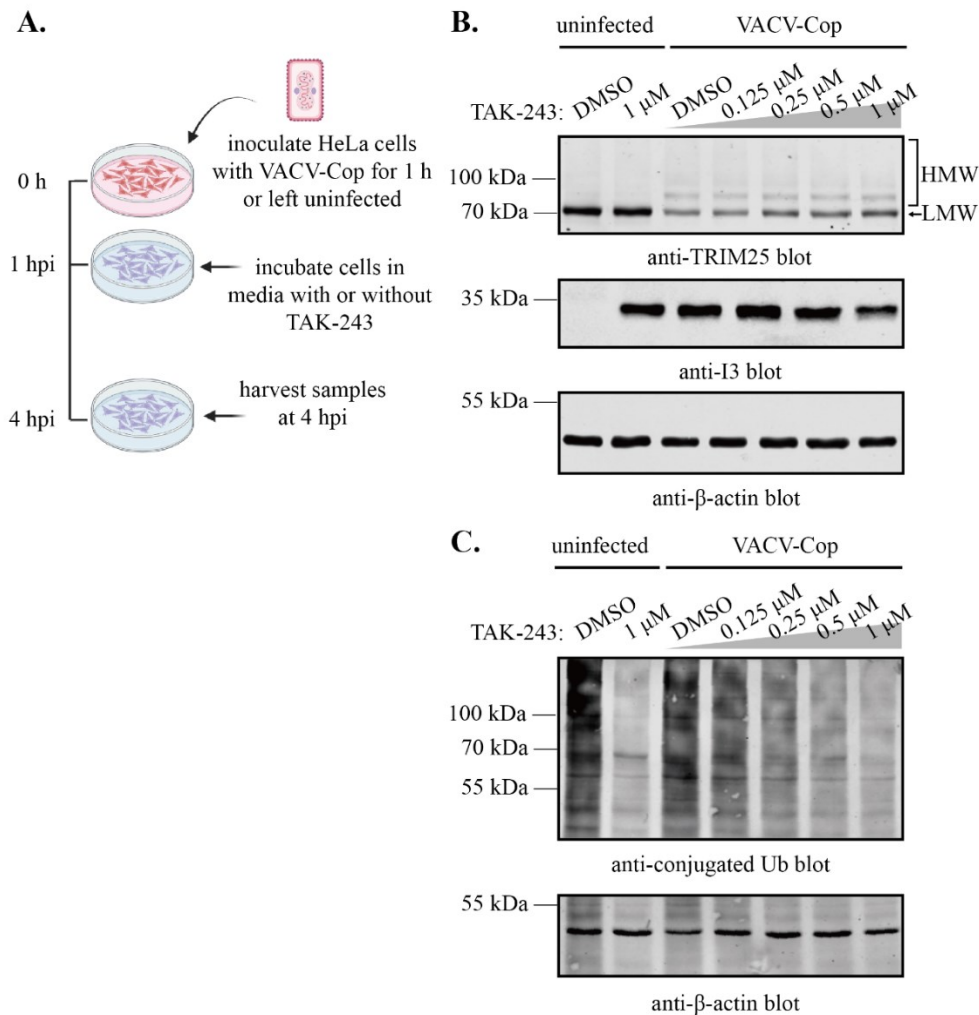 A.
inoculate HeLa cells
with VACV-Cop for 1 h
or left uninfected
0 h
1 hpi
incubate cells in
media with or without
TAK-243
4 hpi
harvest samples
at 4 hpi
B.
uninfected VACV-Cop
TAK-243: DMSO 1 μM DMSO 0.125 μM 0.25 μM 0.5 μM 1 μM
100 kDa
70 kDa
HMW
LMW
anti-TRIM25 blot
35 kDa
anti-I3 blot
55 kDa
anti-β-actin blot
C.
uninfected VACV-Cop
TAK-243: DMSO 1 μM DMSO 0.125 μM 0.25 μM 0.5 μM 1 μM
100 kDa
70 kDa
55 kDa
anti-conjugated Ub blot
55 kDa
anti-β-actin blot